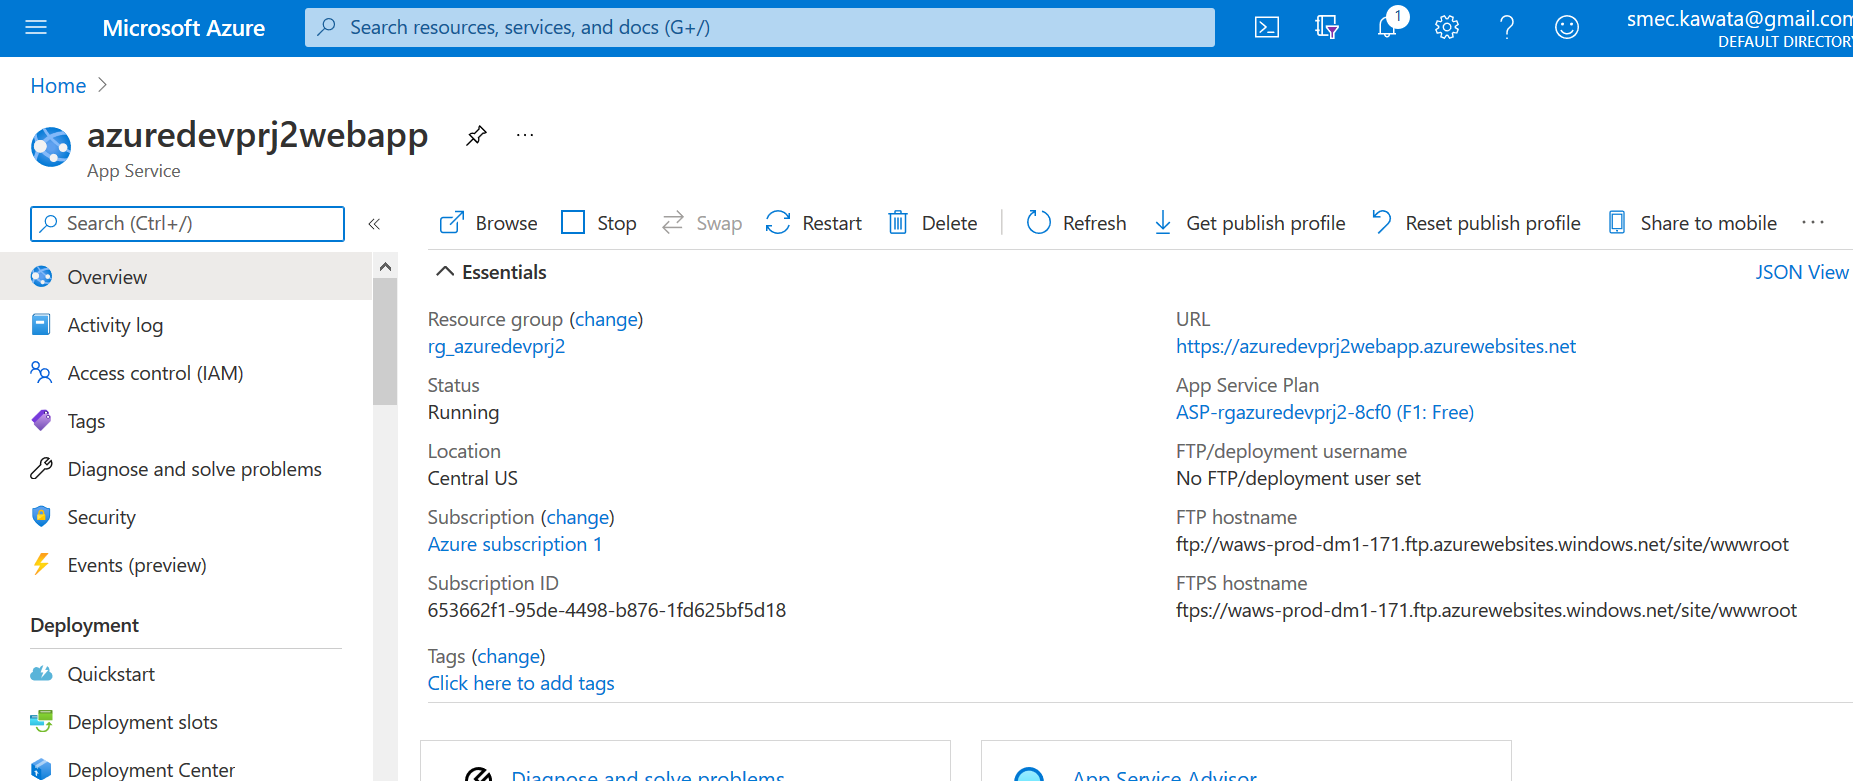 Microsoft Azure
Search resources, services, and docs (G+/)
1
smec.kawata@gmail.com
DEFAULT DIRECTORY
Home
azuredevprj2webapp
...
App Service
Search (Ctrl+/)
«
Browse
Stop
Swap
Restart
Delete
Refresh
Get publish profile
Reset publish profile
Share to mobile
...
Overview
Activity log
Access control (IAM)
Tags
Diagnose and solve problems
Security
Events (preview)
Deployment
Quickstart
Deployment slots
Deployment Center
Essentials
JSON View
Resource group (change)
rg_azuredevprj2
Status
Running
Location
Central US
Subscription (change)
Azure subscription 1
Subscription ID
653662f1-95de-4498-b876-1fd625bf5d18
Tags (change)
Click here to add tags
URL
https://azuredevprj2webapp.azurewebsites.net
App Service Plan
ASP-rgazuredevprj2-8cf0 (F1: Free)
FTP/deployment username
No FTP/deployment user set
FTP hostname
ftp://waws-prod-dm1-171.ftp.azurewebsites.windows.net/site/wwwroot
FTPS hostname
ftps://waws-prod-dm1-171.ftp.azurewebsites.windows.net/site/wwwroot
Diagnose and solve problems
App Service Advisor